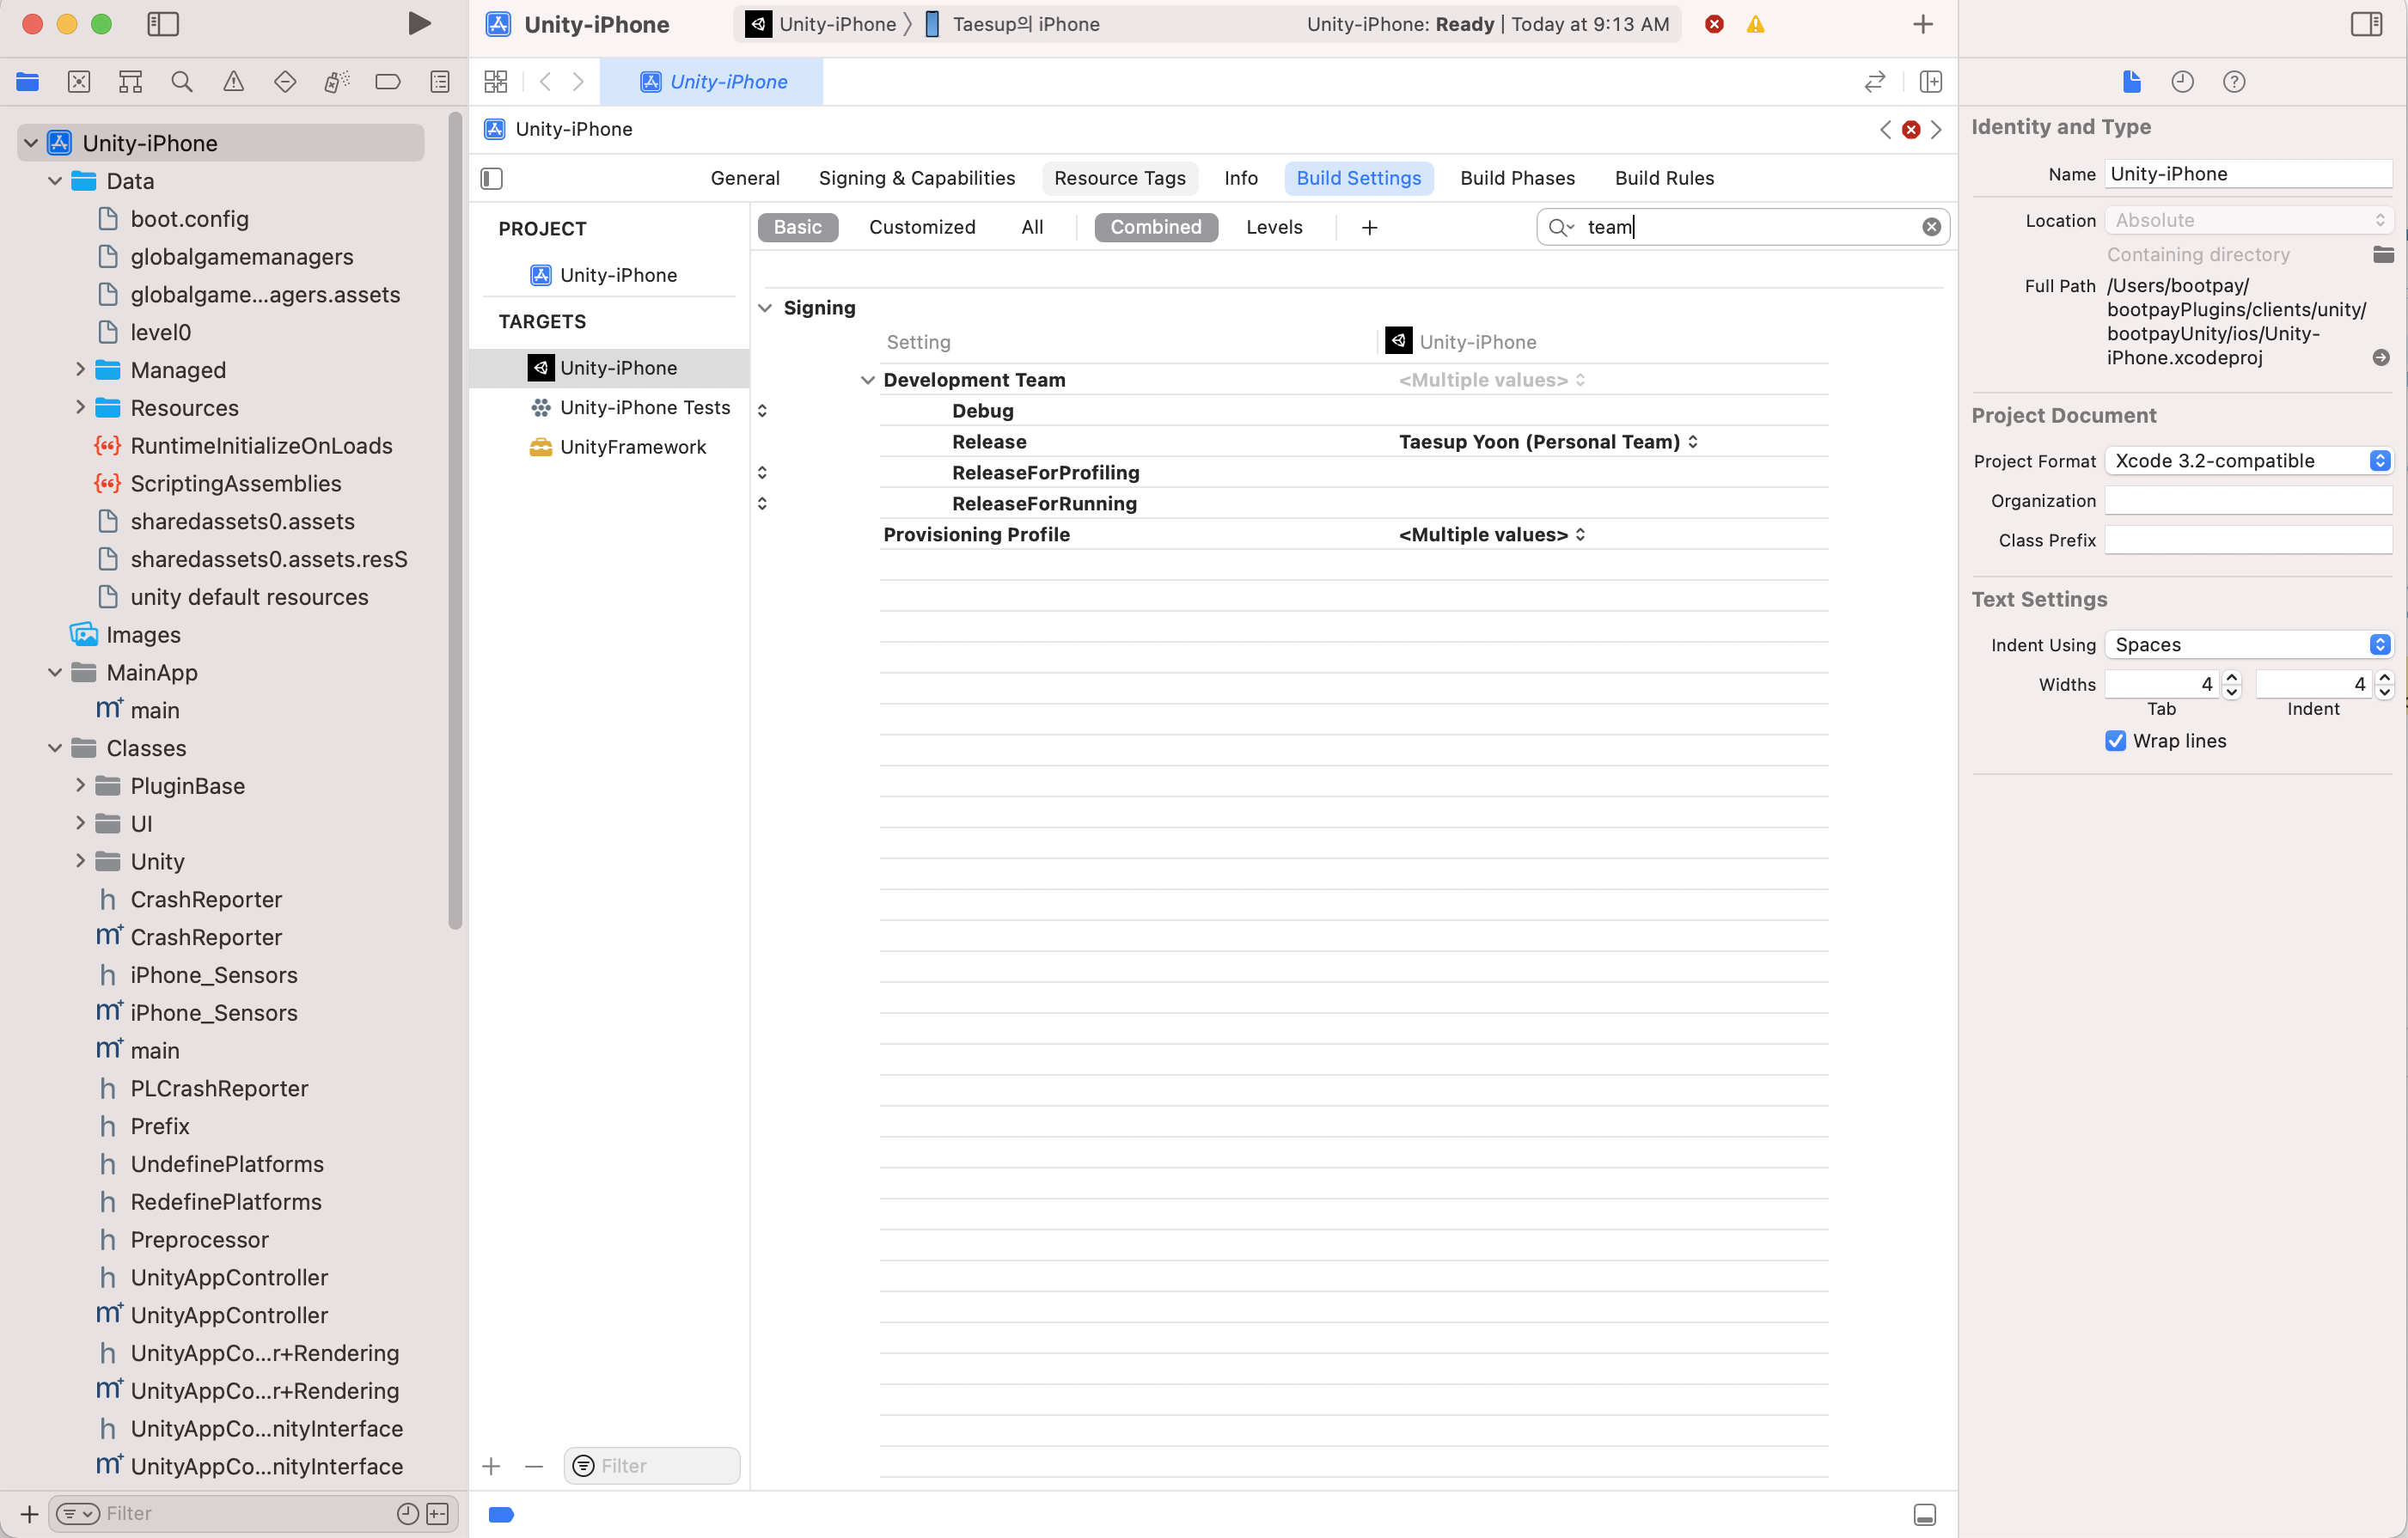 Unity-iPhone
Unity-iPhone
Taesup의 iPhone
Unity-iPhone: Ready | Today at 9:13 AM
Unity-iPhone
Data
boot.config
globalgamemanagers
globalgame...agers.assets
level0
Managed
Resources
RuntimeInitializeOnLoads
ScriptingAssemblies
sharedassets0.assets
sharedassets0.assets.resS
unity default resources
Images
MainApp
main
Classes
PluginBase
UI
Unity
CrashReporter
CrashReporter
iPhone_Sensors
iPhone_Sensors
main
PLCrashReporter
Prefix
UndefinePlatforms
RedefinePlatforms
Preprocessor
UnityAppController
UnityAppController
UnityAppCo...r+Rendering
UnityAppCo...r+Rendering
UnityAppCo...nityInterface
UnityAppCo...nityInterface
Filter
Unity-iPhone
Unity-iPhone
General Signing & Capabilities Resource Tags Info Build Settings Build Phases Build Rules
PROJECT
Unity-iPhone
TARGETS
Unity-iPhone
Unity-iPhone Tests
UnityFramework
Filter
Basic Customized All Combined Levels
team
Signing
Setting Unity-iPhone
Development Team <Multiple values>
Debug
Release Taesup Yoon (Personal Team)
ReleaseForProfiling
ReleaseForRunning
Provisioning Profile <Multiple values>
Identity and Type
Name Unity-iPhone
Location Absolute
Containing directory
Full Path /Users/bootpay/
bootpayPlugins/clients/unity/
bootpayUnity/ios/Unity-
iPhone.xcodeproj
Project Document
Project Format Xcode 3.2-compatible
Organization
Class Prefix
Text Settings
Indent Using Spaces
Widths 4 4
Tab Indent
Wrap lines